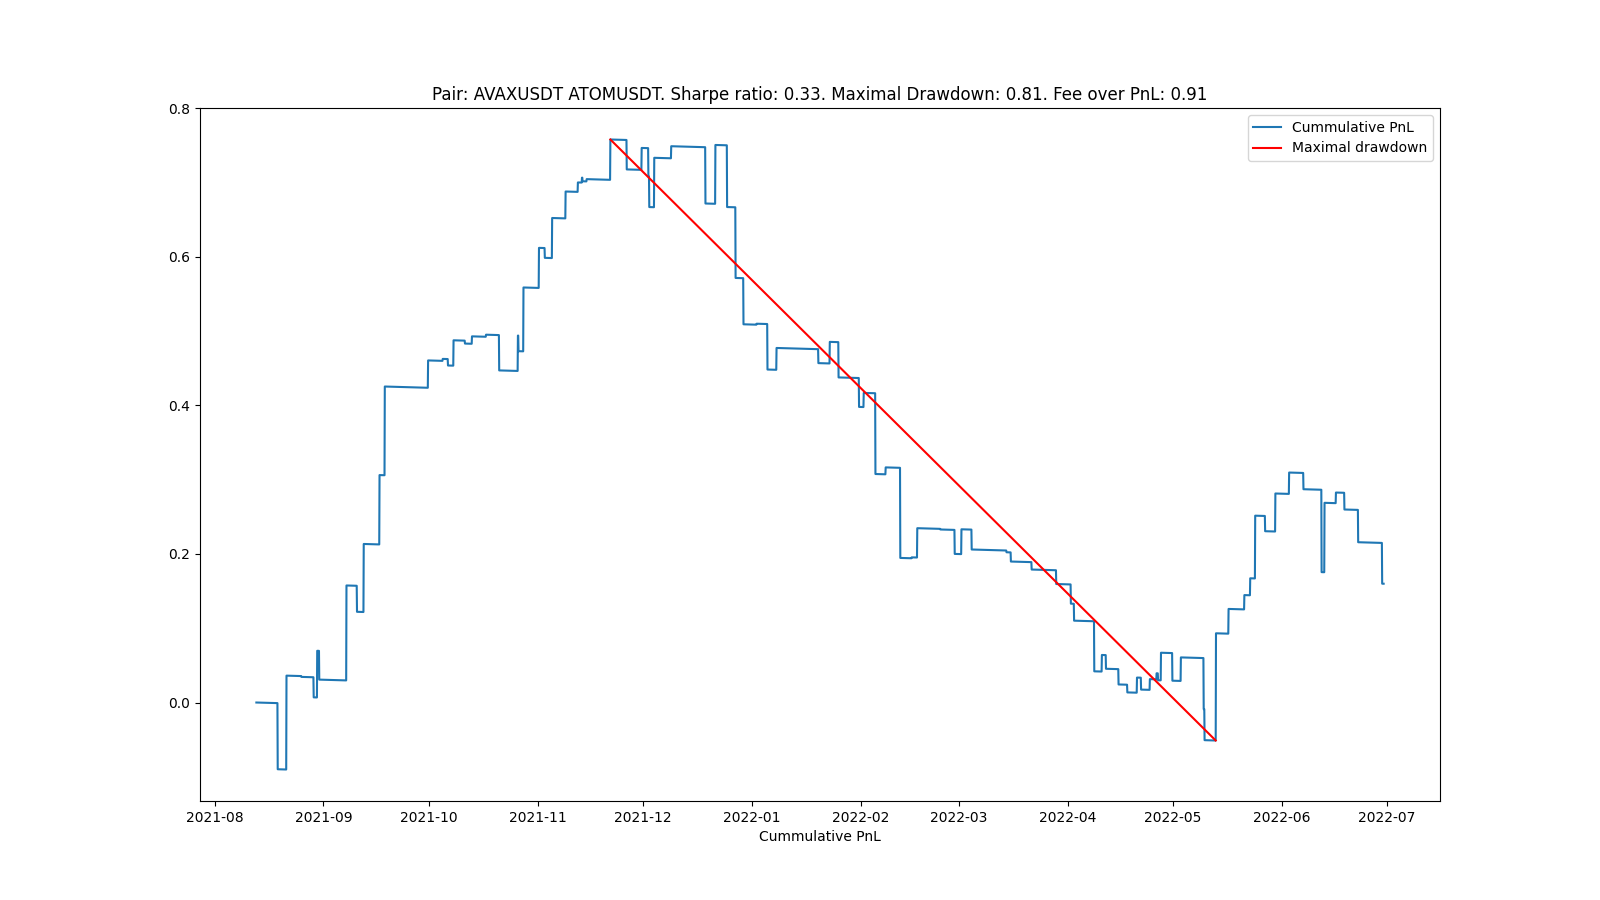 Pair: AVAXUSDT ATOMUSDT. Sharpe ratio: 0.33. Maximal Drawdown: 0.81. Fee over PnL: 0.91
Cummulative PnL
Maximal drawdown
0.8
0.6
0.4
0.2
0.0
2021-08 2021-09 2021-10 2021-11 2021-12 2022-01 2022-02 2022-03 2022-04 2022-05 2022-06 2022-07
Cummulative PnL